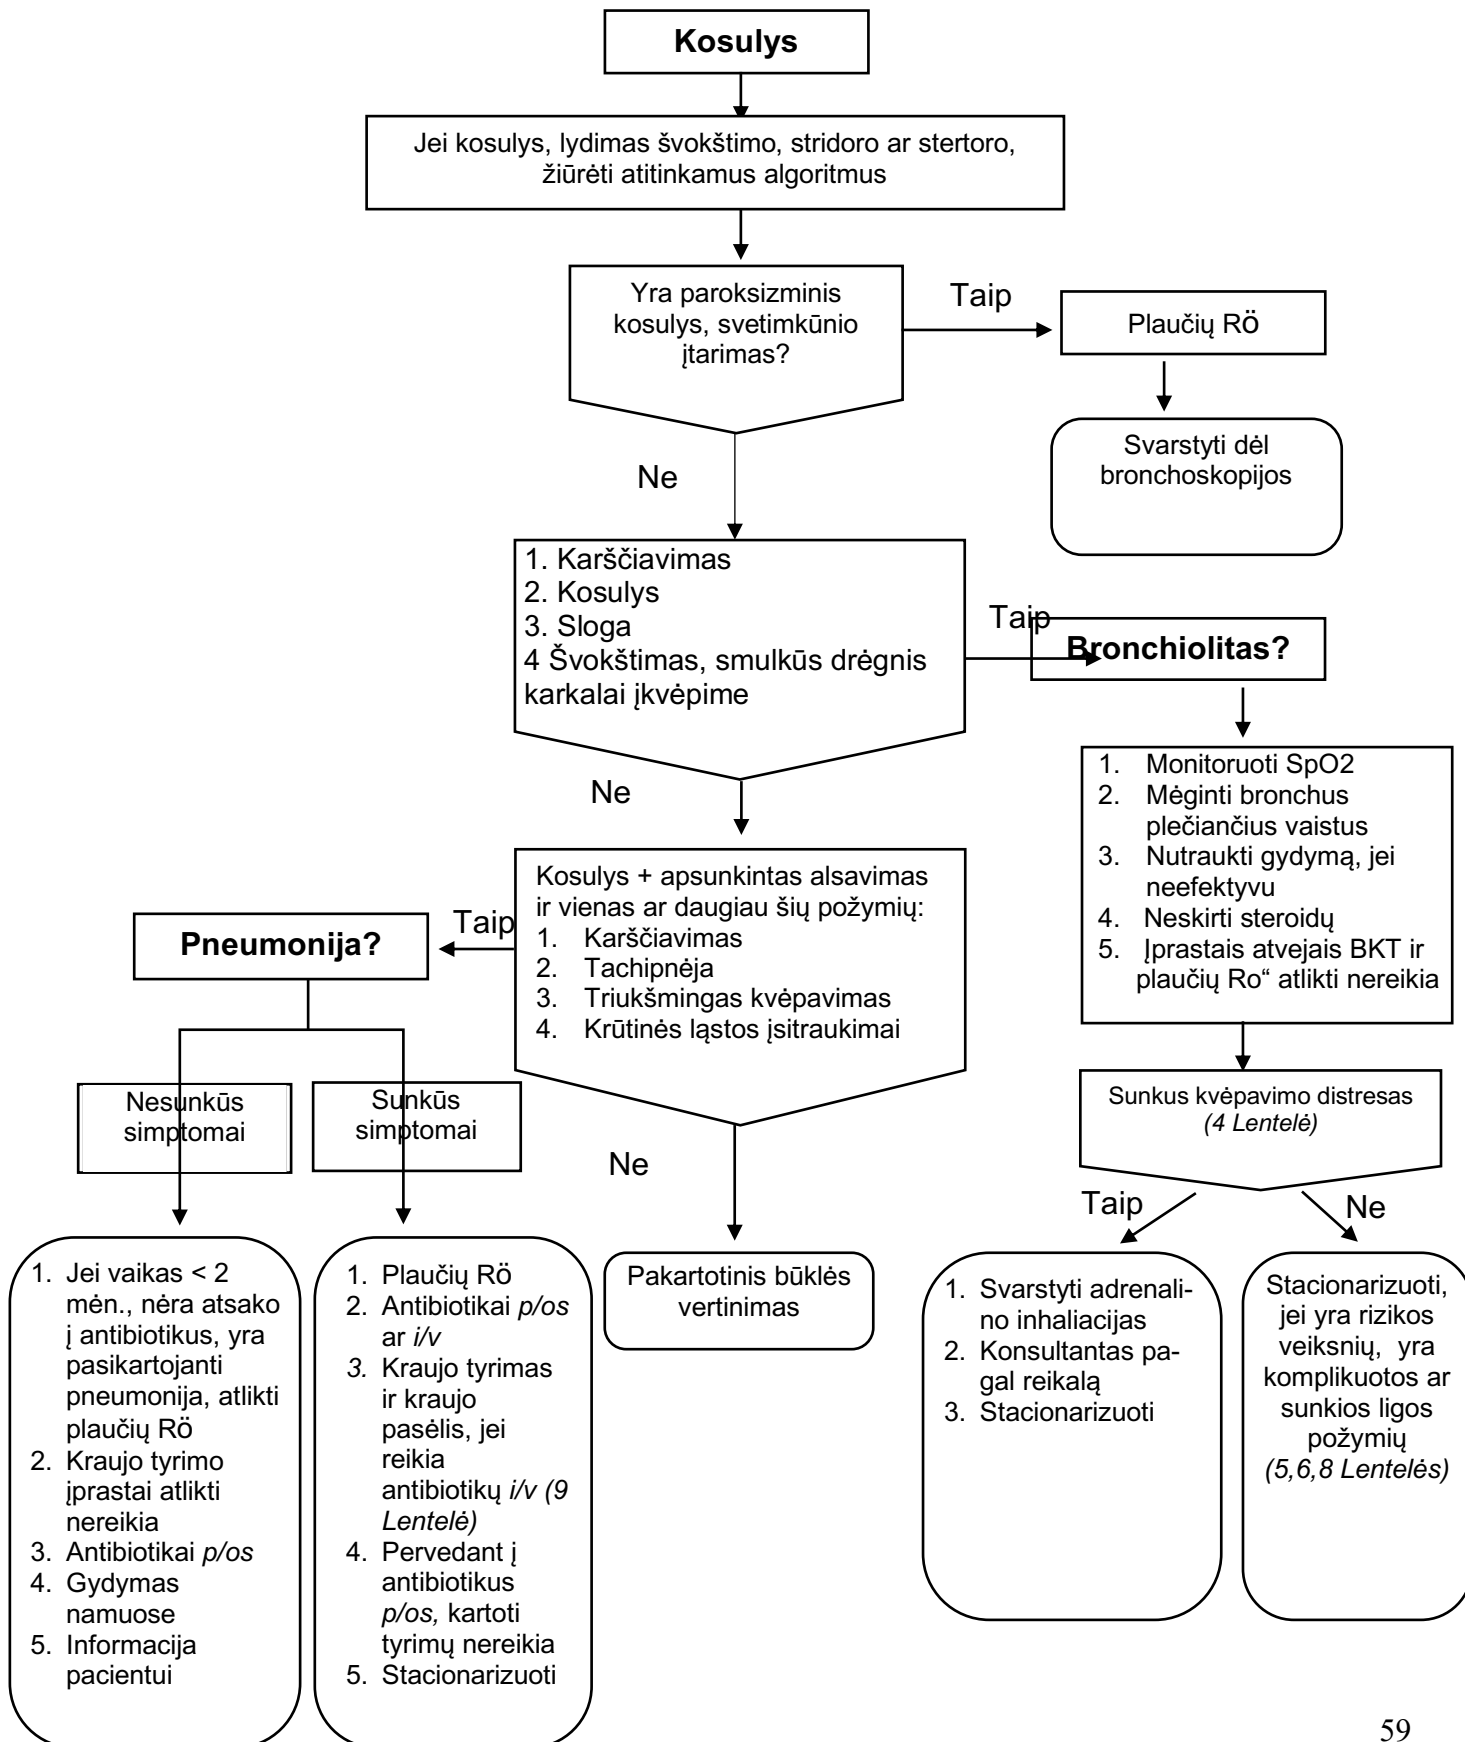 Kosulys
Jei kosulys, lydimas švokštimo, stridoro ar stertoro,
žiūrėti atitinkamus algoritmus
Yra paroksizminis
kosulys, svetimkūnio
įtarimas?
Taip
Plaučių RÖ
Svarstyti dėl
bronchoskopijos
Ne
1. Karščiavimas
2. Kosulys
3. Sloga
4 Švokštimas, smulkūs drėgnis
karkalai įkvėpime
Taip
Bronchiolitas?
1. Monitoruoti SpO2
2. Mėginti bronchus
plečiančius vaistus
3. Nutraukti gydymą, jei
neefektyvu
4. Neskirti steroidų
5. Įprastais atvejais BKT ir
plaučių Ro“ atlikti nereikia
Ne
Kosulys + apsunkintas alsavimas
ir vienas ar daugiau šių požymių:
1. Karščiavimas
2. Tachipnėja
3. Triukšmingas kvėpavimas
4. Krūtinės ląstos įsitraukimai
Taip
Pneumonija?
Nesunkūs
simptomai
Sunkūs
simptomai
Ne
Sunkus kvėpavimo distresas
(4 Lentelė)
Taip
Ne
1. Jei vaikas < 2
mėn., nėra atsako
į antibiotikus, yra
pasikartojanti
pneumonija, atlikti
plaučių RÖ
2. Kraujo tyrimo
įprastai atlikti
nereikia
3. Antibiotikai p/os
4. Gydymas
namuose
5. Informacija
pacientui
1. Plaučių RÖ
2. Antibiotikai p/os
ar i/v
3. Kraujo tyrimas
ir kraujo
pasėlis, jei
reikia
antibiotikų i/v (9
Lentelė)
4. Pervedant į
antibiotikus
p/os, kartoti
tyrimų nereikia
5. Stacionarizuoti
Pakartotinis būklės
vertinimas
1. Svarstyti adrenali-
no inhaliacijas
2. Konsultantas pa-
gal reikalą
3. Stacionarizuoti
Stacionarizuoti,
jei yra rizikos
veiksnių, yra
komplikuotos ar
sunkios ligos
požymių
(5,6,8 Lentelės)
59